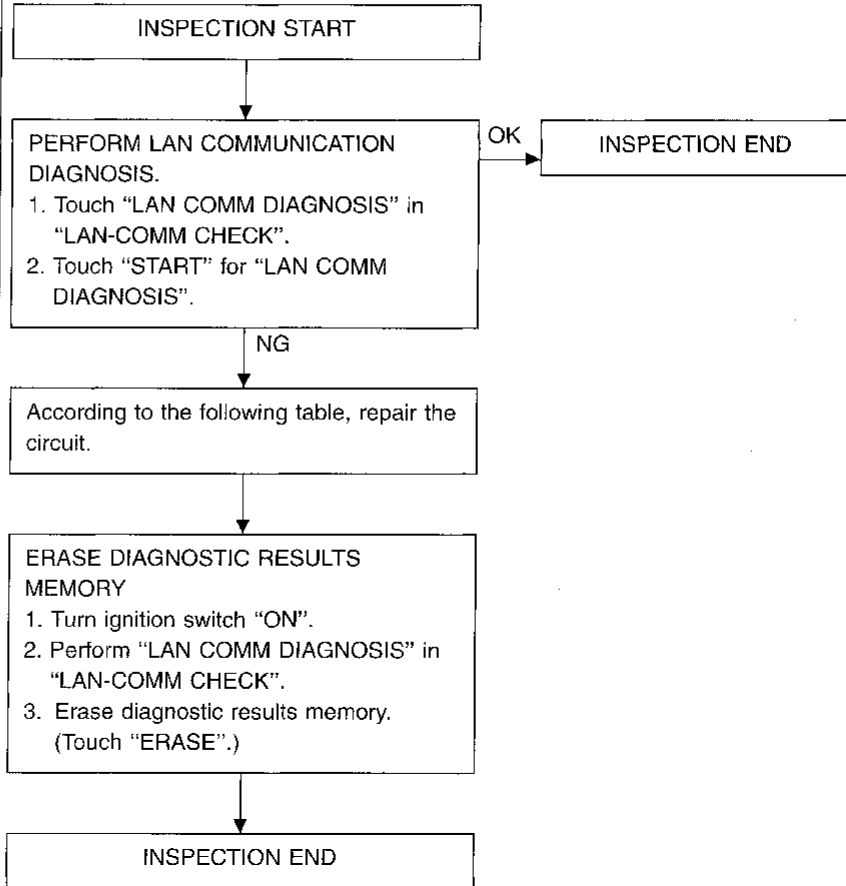 INSPECTION START
PERFORM LAN COMMUNICATION
DIAGNOSIS.
1. Touch “LAN COMM DIAGNOSIS” in
“LAN-COMM CHECK”.
2. Touch “START” for “LAN COMM
DIAGNOSIS”.
OK
INSPECTION END
NG
According to the following table, repair the
circuit.
ERASE DIAGNOSTIC RESULTS
MEMORY
1. Turn ignition switch “ON”.
2. Perform “LAN COMM DIAGNOSIS” in
“LAN-COMM CHECK”.
3. Erase diagnostic results memory.
(Touch “ERASE”.)
INSPECTION END